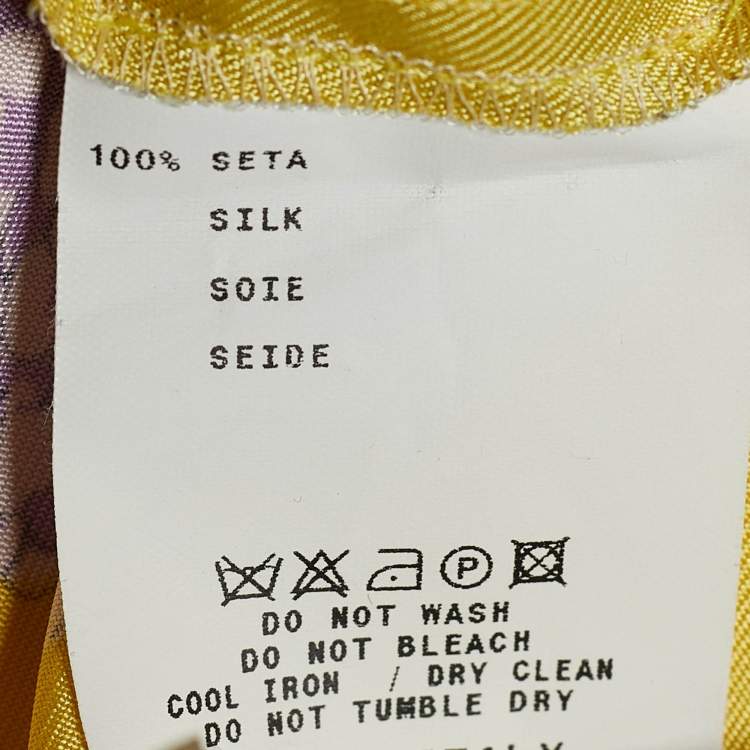 100% SETA
SILK
SOIE
SEIDE
P
DO NOT WASH
DO NOT BLEACH
COOL IRON / DRY CLEAN
DO NOT TUMBLE DRY